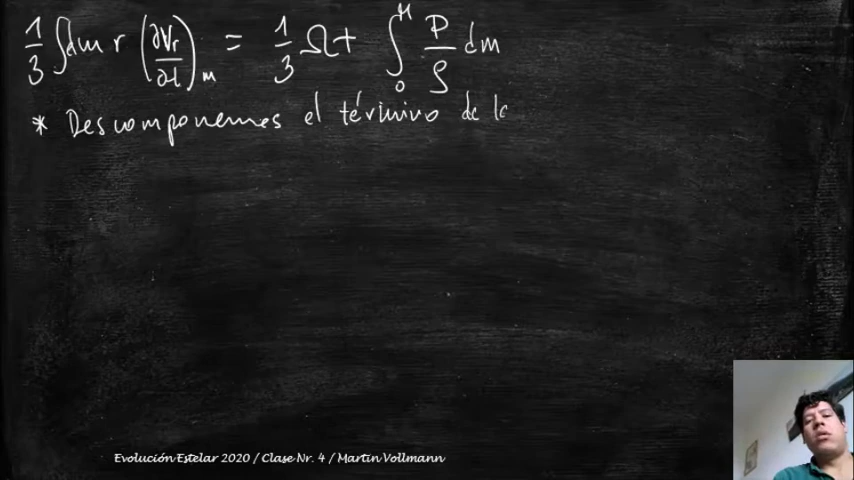 1/3 ∫dm r (∂Vr/∂t)m = 1/3 Ω + ∫₀ᴹ P/ρ dm
* Descomponemos el término de la
Evolución Estelar 2020 / Clase Nr. 4 / Martin Vollmann